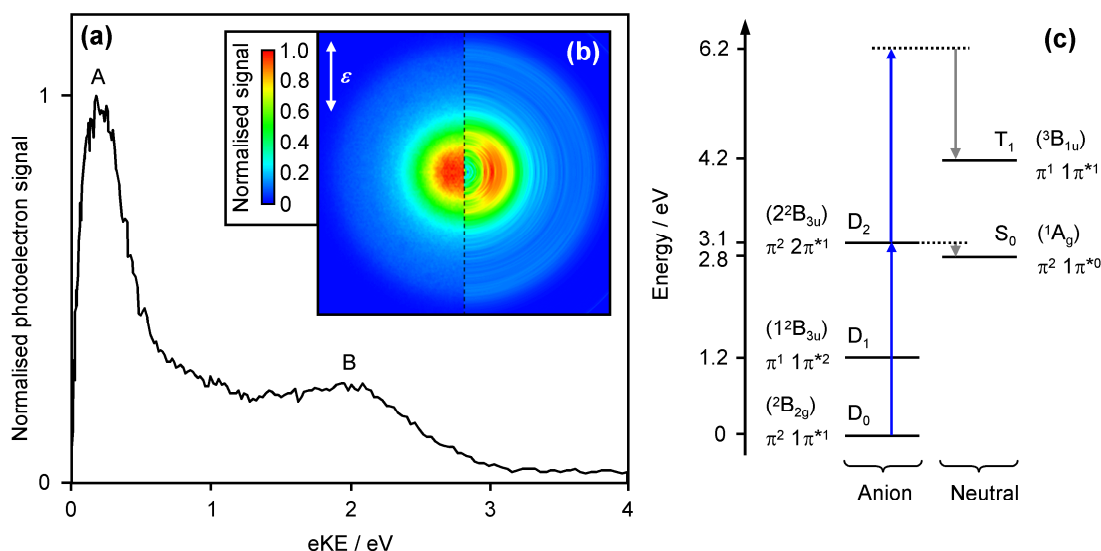 (a)
A
B
1
0
0
1
2
3
4
eKE / eV
Normalised photoelectron signal
(b)
Normalised signal
1.0
0.8
0.6
0.4
0.2
0
ε
(c)
Energy / eV
6.2
4.2
3.1
2.8
1.2
0
T₁ (³B₁ᵤ)
π¹ 1π*¹
(2²B₃ᵤ) D₂
π² 2π*¹
S₀ (¹A_g)
π² 1π*⁰
(1²B₃ᵤ) D₁
π¹ 1π*²
(²B₂g) D₀
π² 1π*¹
Anion
Neutral